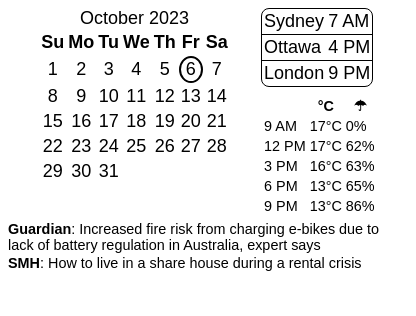 October 2023
Su Mo Tu We Th Fr Sa
1 2 3 4 5 6 7
8 9 10 11 12 13 14
15 16 17 18 19 20 21
22 23 24 25 26 27 28
29 30 31
Sydney 7 AM
Ottawa 4 PM
London 9 PM
°C ☂
9 AM 17°C 0%
12 PM 17°C 62%
3 PM 16°C 63%
6 PM 13°C 65%
9 PM 13°C 86%
Guardian: Increased fire risk from charging e-bikes due to
lack of battery regulation in Australia, expert says
SMH: How to live in a share house during a rental crisis